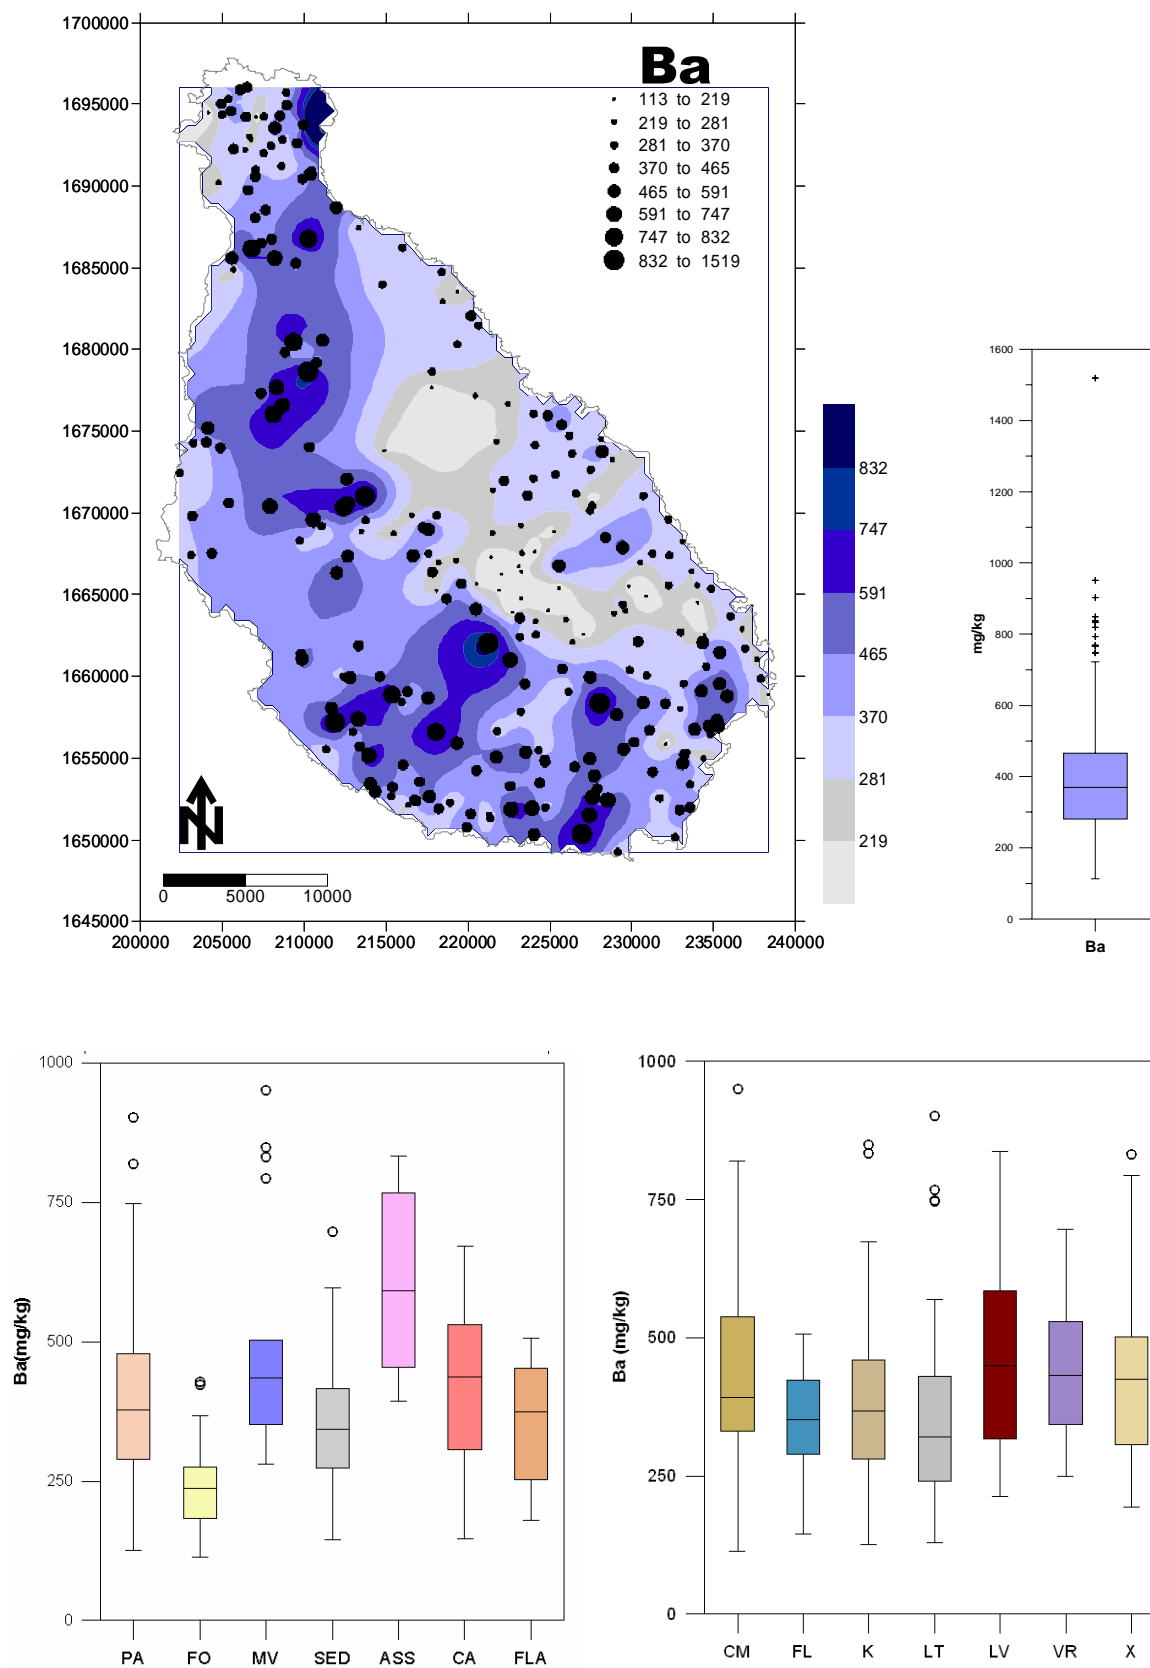 1700000
1695000
1690000
1685000
1680000
1675000
1670000
1665000
1660000
1655000
1650000
1645000
200000 205000 210000 215000 220000 225000 230000 235000 240000
Ba
113 to 219
219 to 281
281 to 370
370 to 465
465 to 591
591 to 747
747 to 832
832 to 1519
N
0 5000 10000
832
747
591
465
370
281
219
1600
1400
1200
1000
800
600
400
200
0
mg/kg
Ba
1000
750
500
250
0
Ba(mg/kg)
PA FO MV SED ASS CA FLA
1000
750
500
250
0
Ba (mg/kg)
CM FL K LT LV VR X